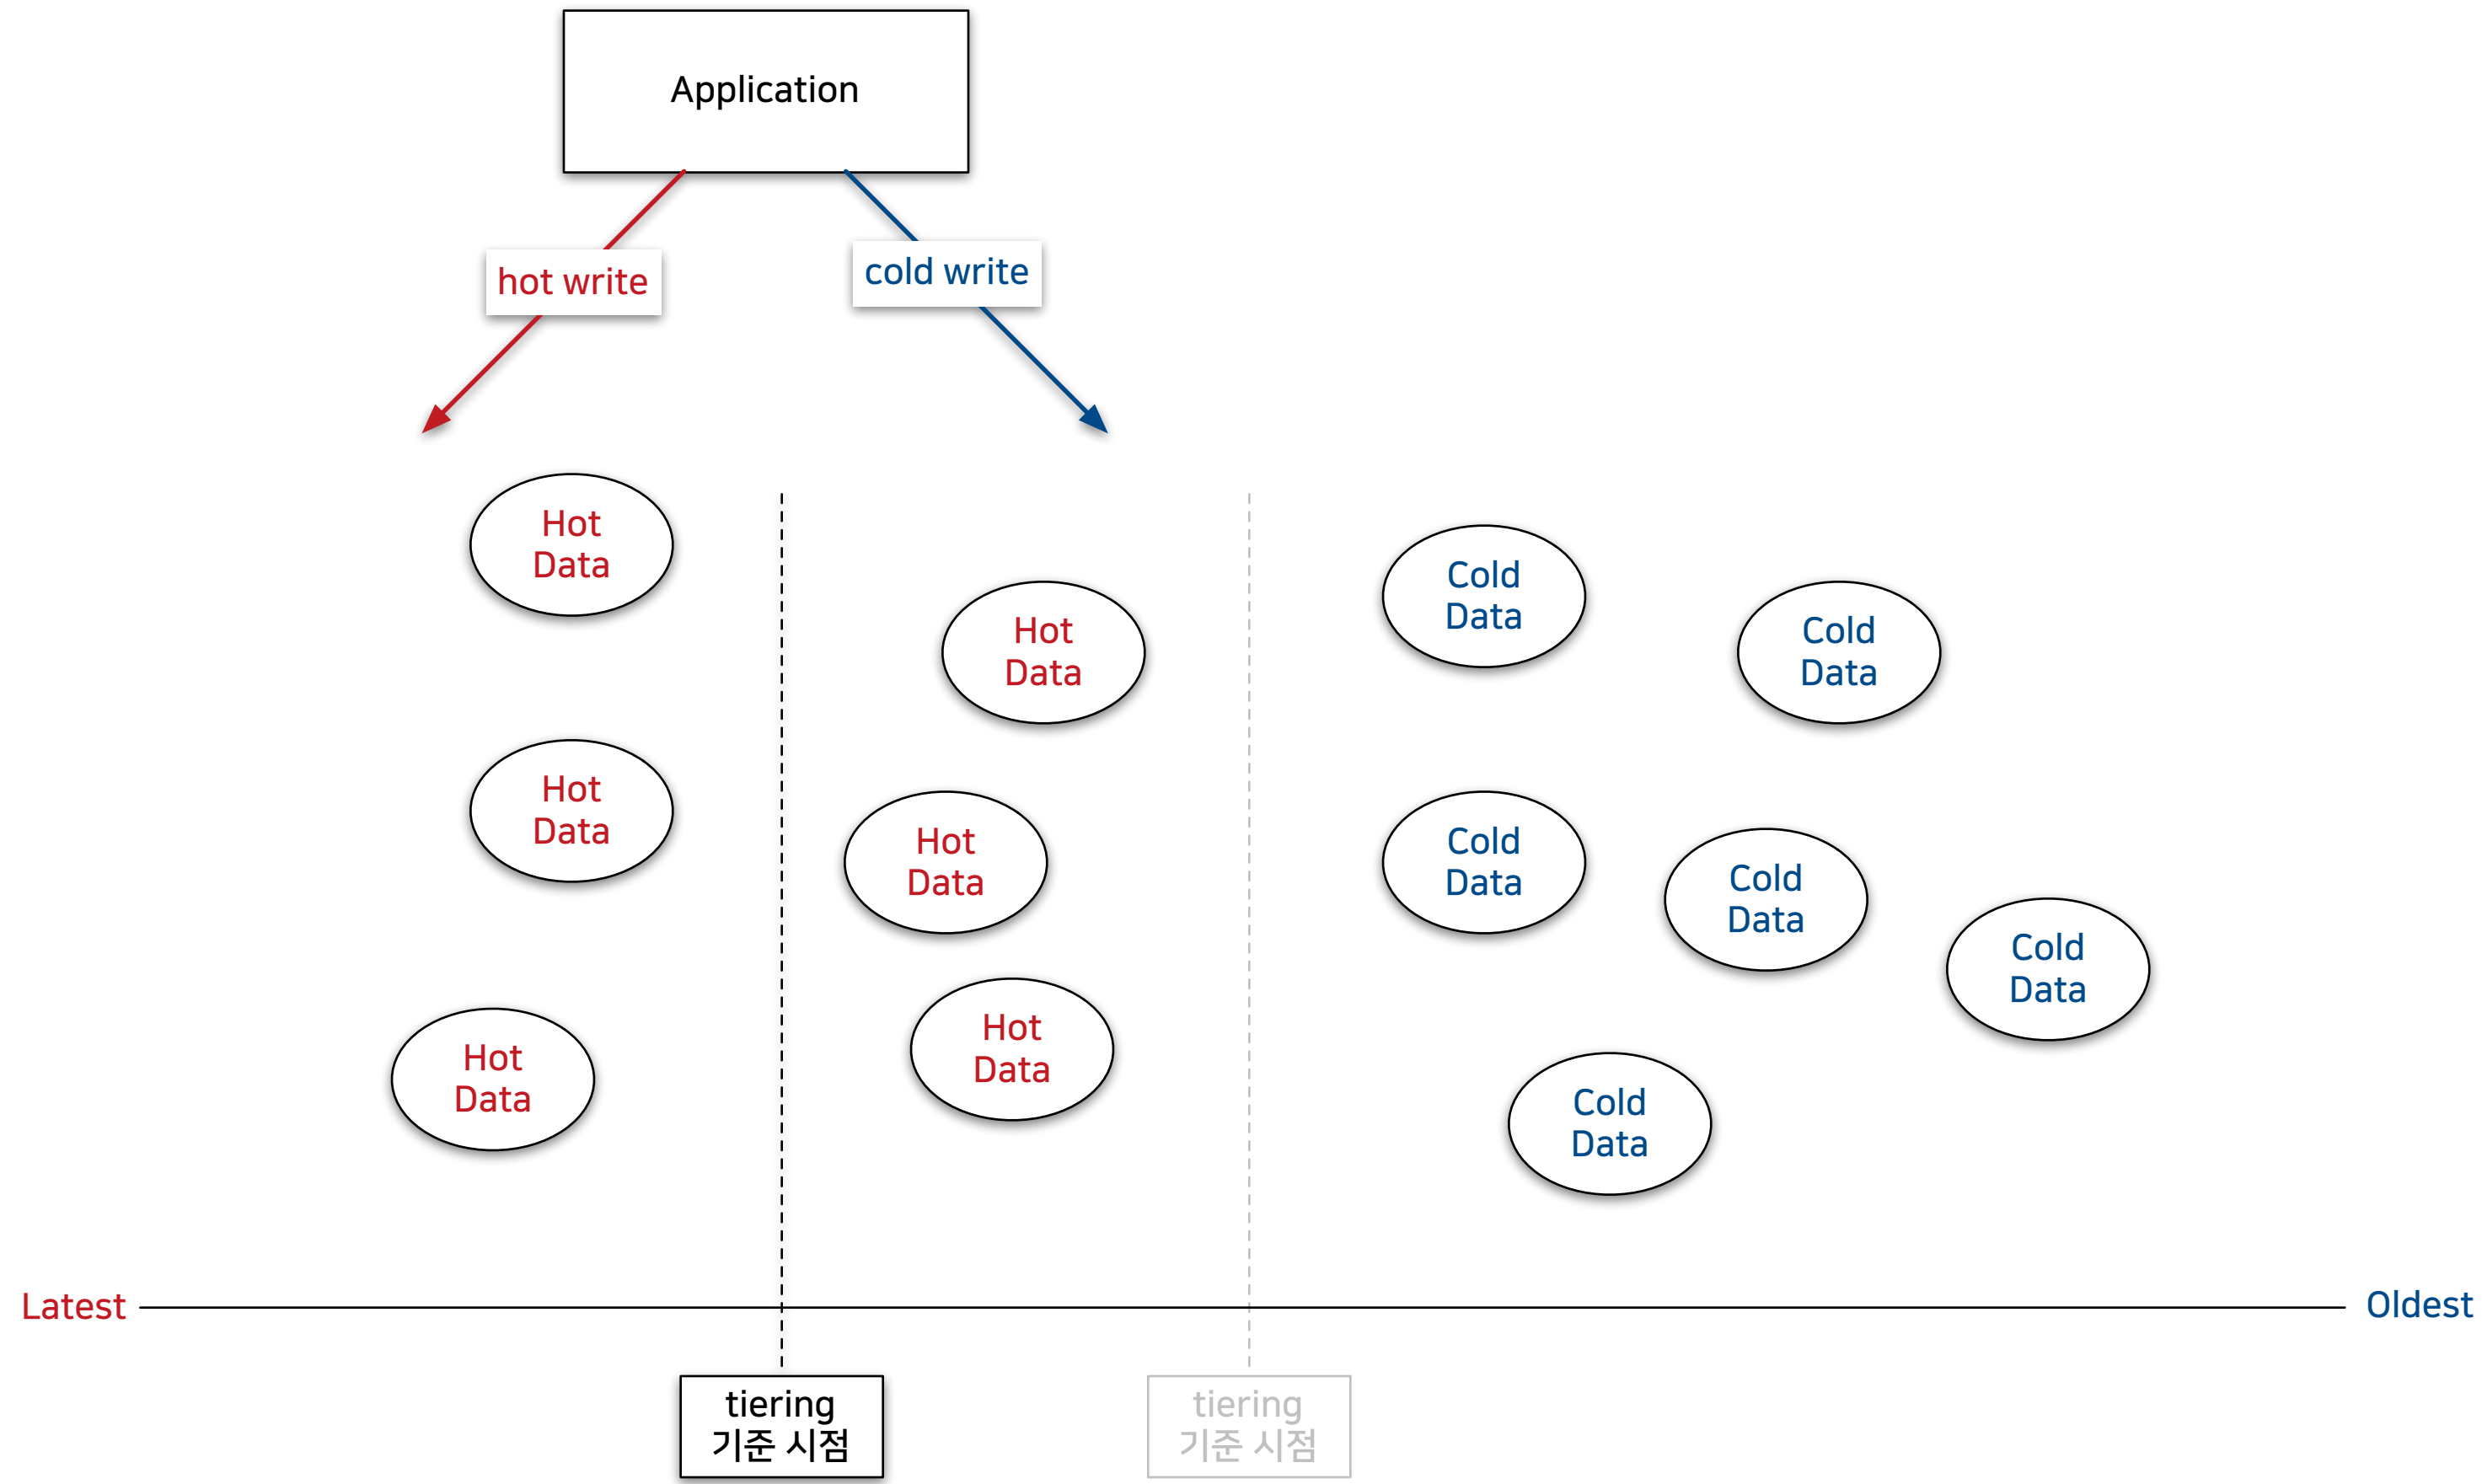 Application
hot write
cold write
Hot
Data
Hot
Data
Cold
Data
Cold
Data
Hot
Data
Hot
Data
Cold
Data
Cold
Data
Cold
Data
Hot
Data
Hot
Data
Cold
Data
Latest
Oldest
tiering
기준 시점
tiering
기준 시점